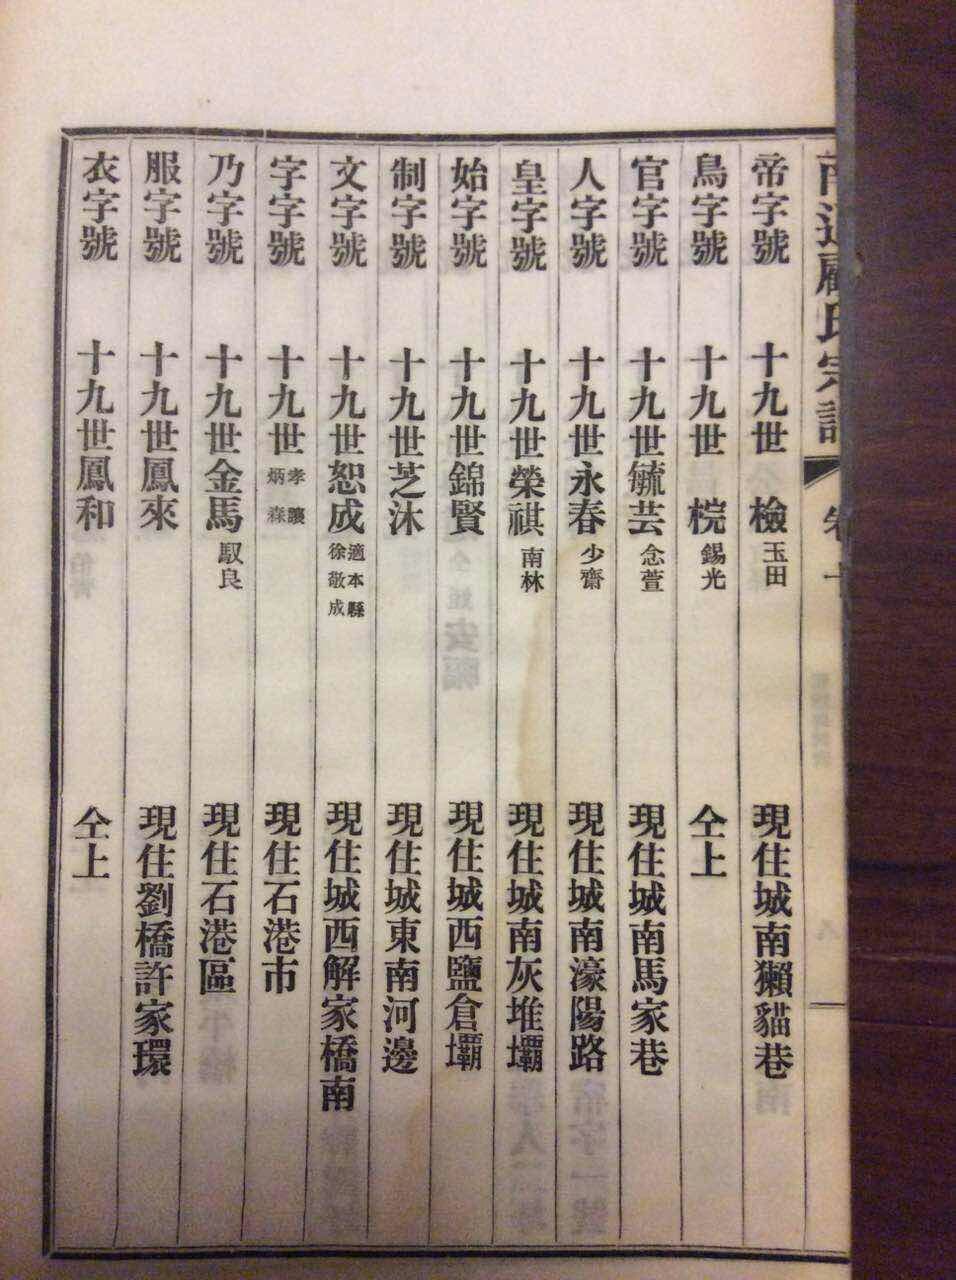 南通顧氏宗譜 卷一
帝字號 十九世 檢 玉田 現住城南獺貓巷
鳥字號 十九世 梡 錫光 仝上
官字號 十九世毓芸 念萱 現住城南馬家巷
人字號 十九世永春 少齋 現住城南濠陽路
皇字號 十九世榮祺 南林 現住城南灰堆壩
始字號 十九世錦賢 現住城西鹽倉壩
制字號 十九世芝沐 現住城東南河邊
文字號 十九世恕成 適本縣徐敬成 現住城西解家橋南
字字號 十九世 孝讓 炳森 現住石港市
乃字號 十九世金馬 馭良 現住石港區
服字號 十九世鳳來 現住劉橋許家環
衣字號 十九世鳳和 仝上